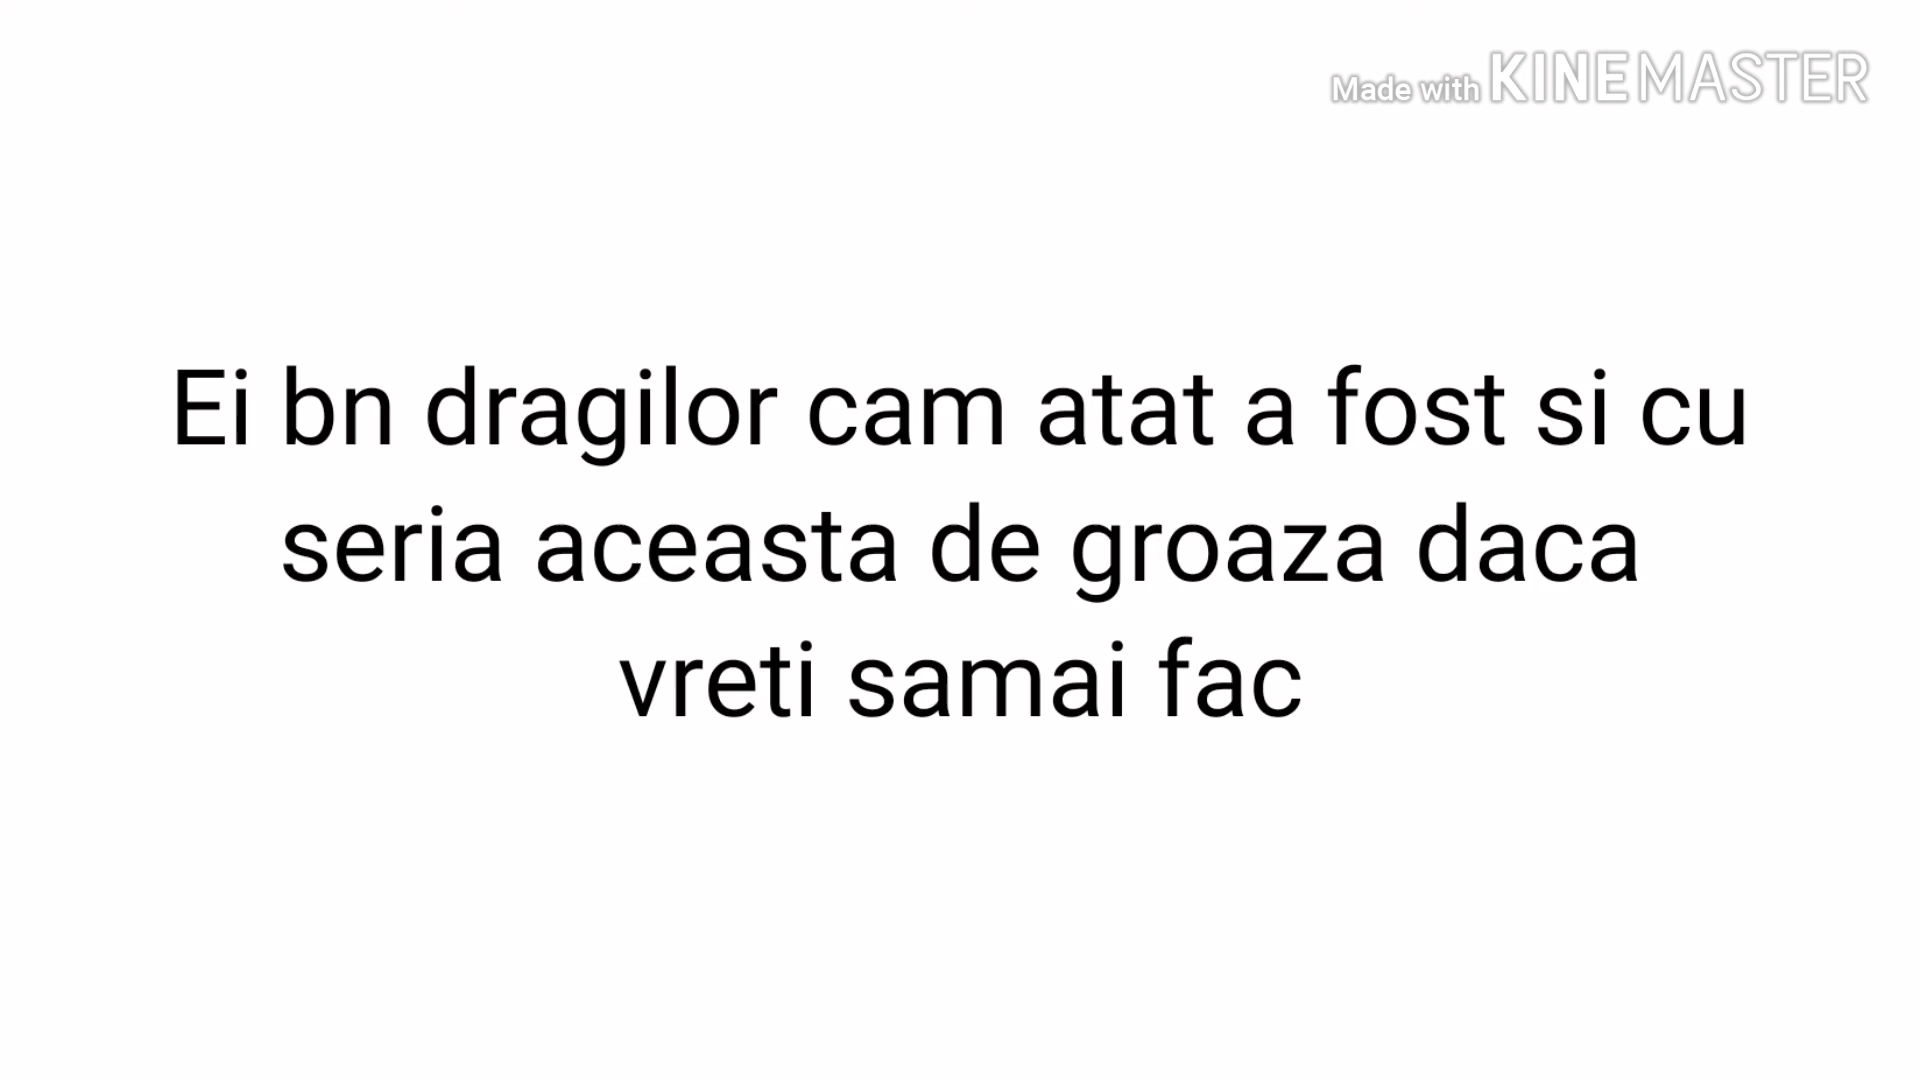 Made with KINEMASTER
Ei bn dragilor cam atat a fost si cu
seria aceasta de groaza daca
vreti samai fac